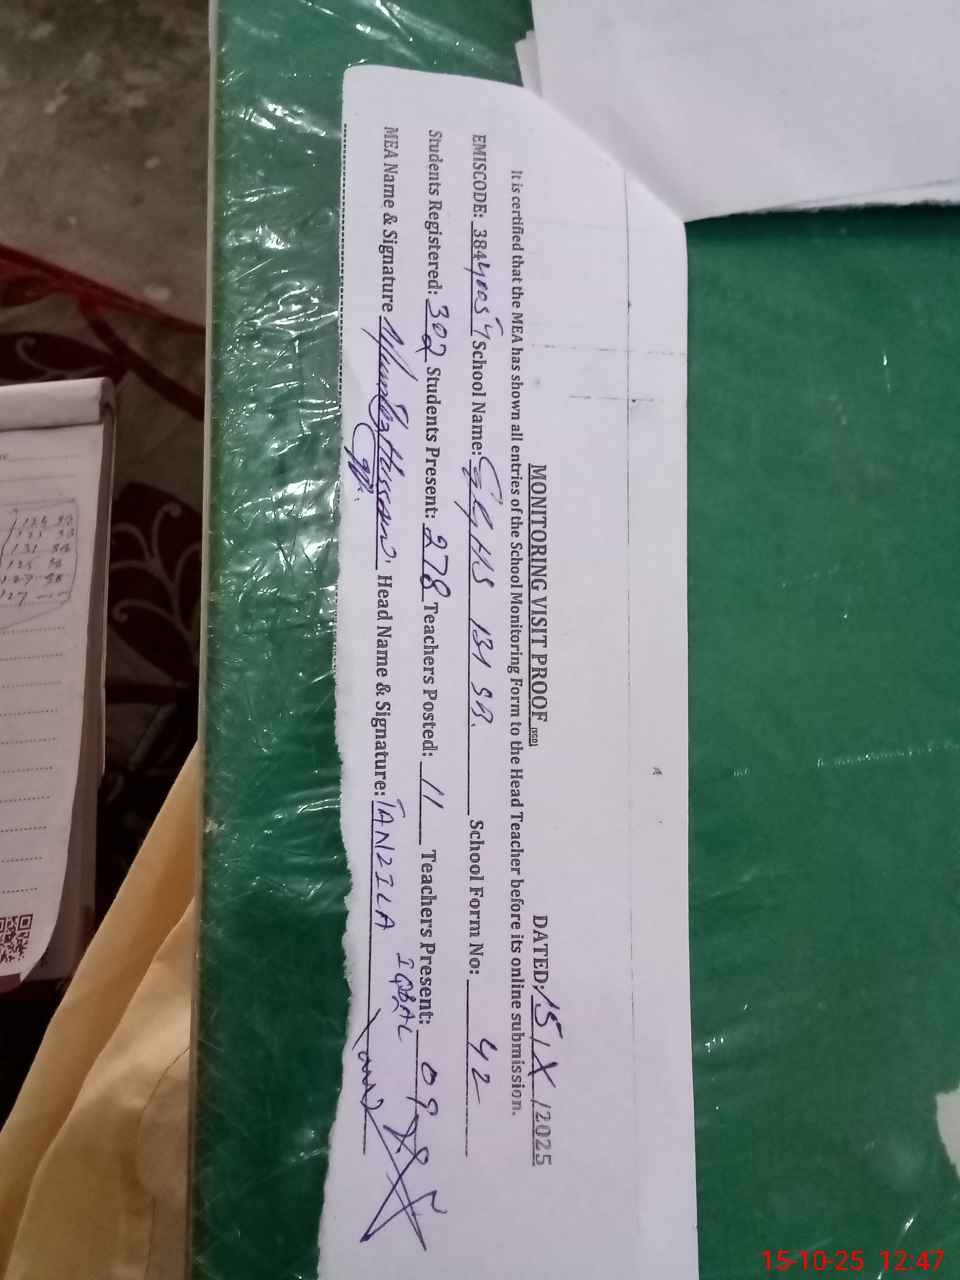 MONITORING VISIT PROOF (SGD) DATED: 15 / X / 2025
It is certified that the MEA has shown all entries of the School Monitoring Form to the Head Teacher before its online submission.
EMISCODE: 38440054 School Name: GGHS 131 SB. School Form No: 42
Students Registered: 302 Students Present: 278 Teachers Posted: 11 Teachers Present: 09
MEA Name & Signature Hussain Head Name & Signature: TANZILA IQBAL
15-10-25 12:47